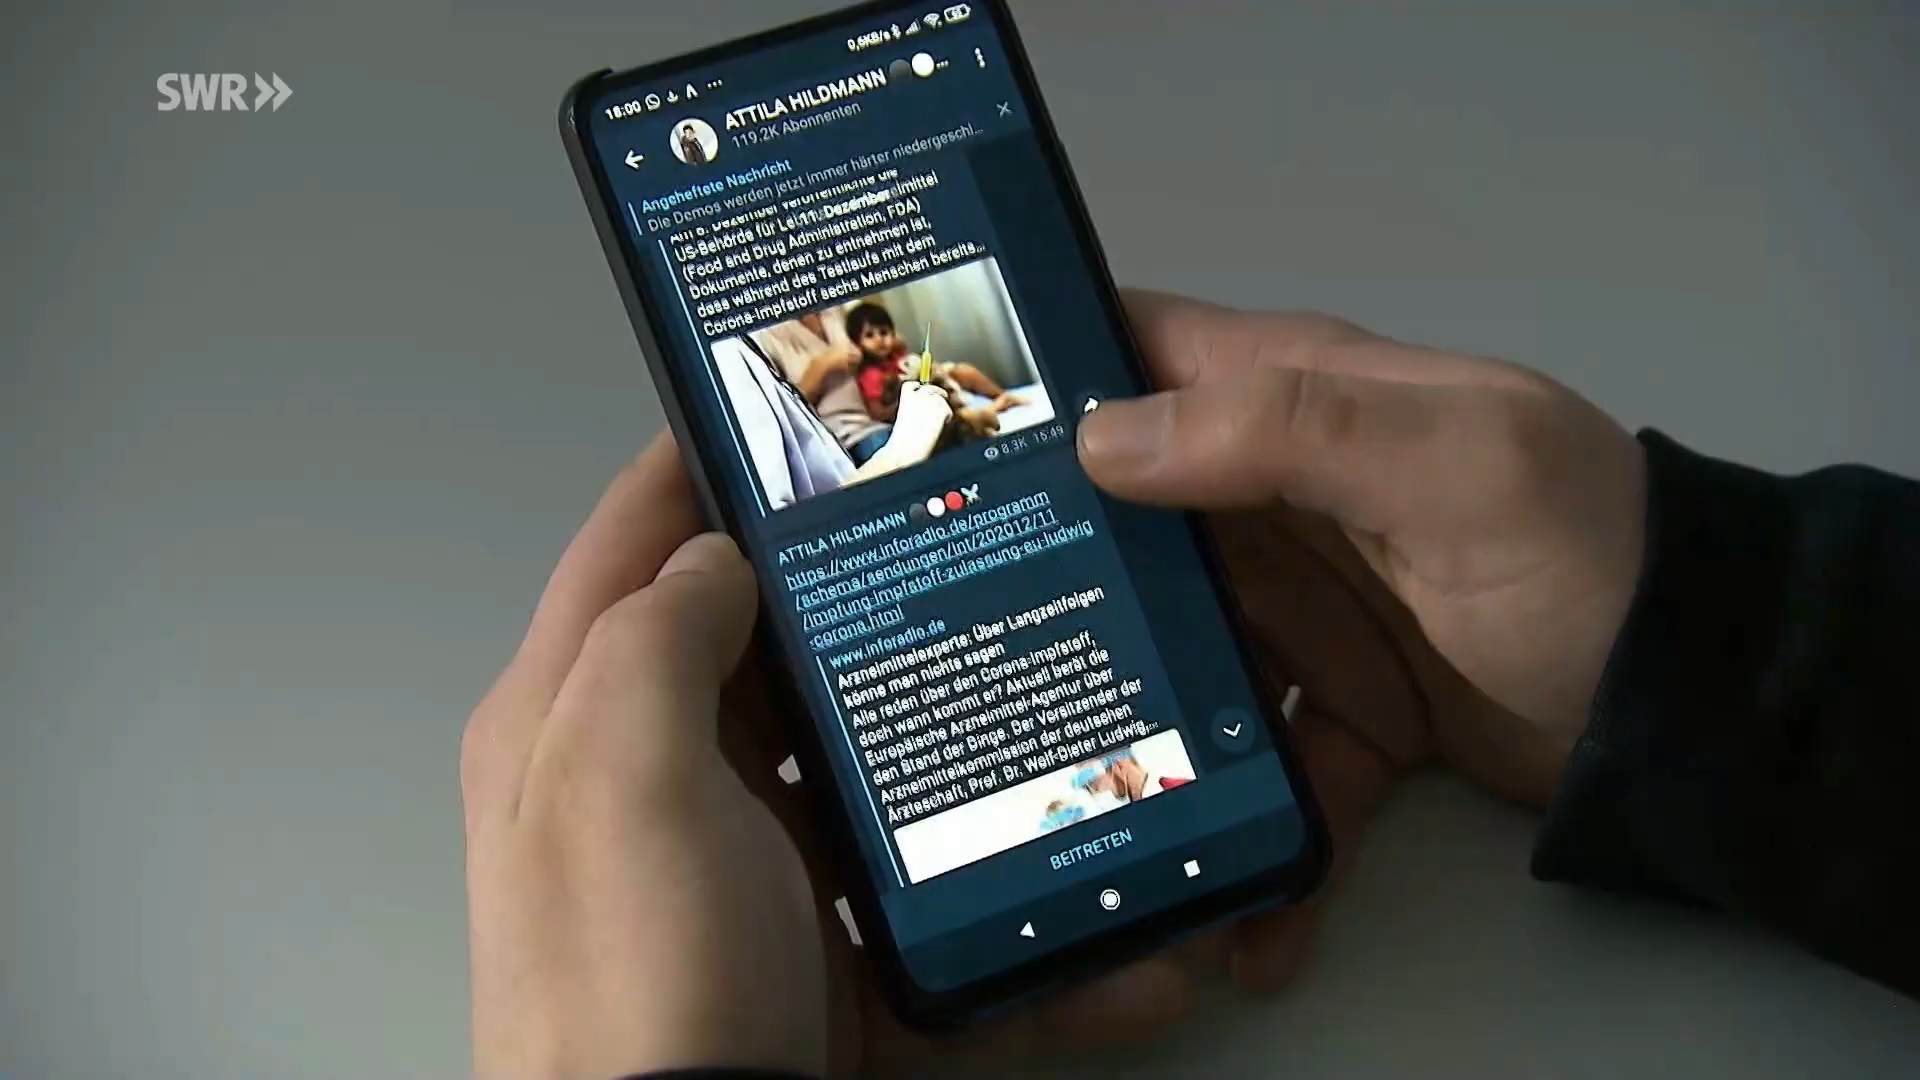 SWR
0,6KB/s
18:00
ATTILA HILDMANN
119.2K Abonnenten
Angeheftete Nachricht
Die Demos werden jetzt immer härter niedergeschl...
US-Behörde für
11. Dezember
(Food and Drug Administration, FDA)
Dokumente, denen zu entnehmen ist,
dass während des Testlaufs mit dem
Corona-Impfstoff sechs Menschen bereits...
8.3K 15:49
ATTILA HILDMANN
https://www.inforadio.de/programm
/schema/sendungen/int/202012/11
/impfung-impfstoff-zulassung-eu-ludwig
-corona.html
www.inforadio.de
Arzneimittelexperte: Über Langzeitfolgen
könne man nichts sagen
Alle reden über den Corona-Impfstoff,
doch wann kommt er? Aktuell berät die
Europäische Arzneimittel-Agentur über
den Stand der Dinge. Der Vorsitzender der
Arzneimittelkommission der deutschen
Ärzteschaft, Prof. Dr. Wolf-Dieter Ludwig...
BEITRETEN